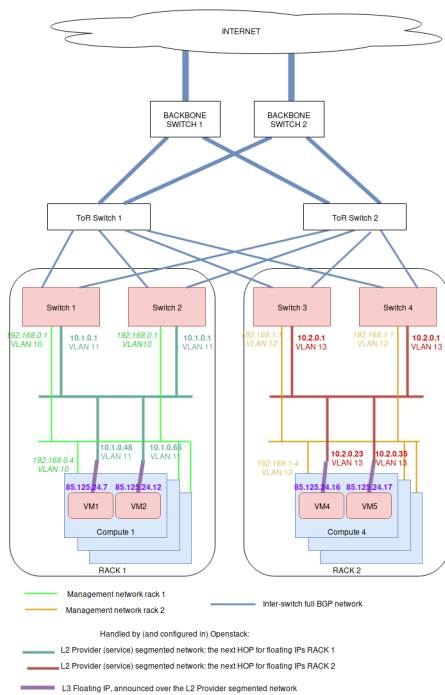 INTERNET
BACKBONE
SWITCH 1
BACKBONE
SWITCH 2
ToR Switch 1
ToR Switch 2
Switch 1
Switch 2
Switch 3
Switch 4
192.168.0.1
VLAN 10
10.1.0.1
VLAN 11
192.168.0.1
VLAN10
10.1.0.1
VLAN 11
192.168.1.1
VLAN 12
10.2.0.1
VLAN 13
192.168.1.1
VLAN 12
10.2.0.1
VLAN 13
192.168.0.4
VLAN 10
10.1.0.48
VLAN 11
10.1.0.65
VLAN 11
192.168.1.4
VLAN 12
10.2.0.23
VLAN 13
10.2.0.35
VLAN 13
85.125.24.7
85.125.24.12
85.125.24.16
85.125.24.17
VM1
VM2
VM4
VM5
Compute 1
Compute 4
RACK 1
RACK 2
Management network rack 1
Management network rack 2
Inter-switch full BGP network
Handled by (and configured in) Openstack:
L2 Provider (service) segmented network: the next HOP for floating IPs RACK 1
L2 Provider (service) segmented network: the next HOP for floating IPs RACK 2
L3 Floating IP, announced over the L2 Provider segmented network